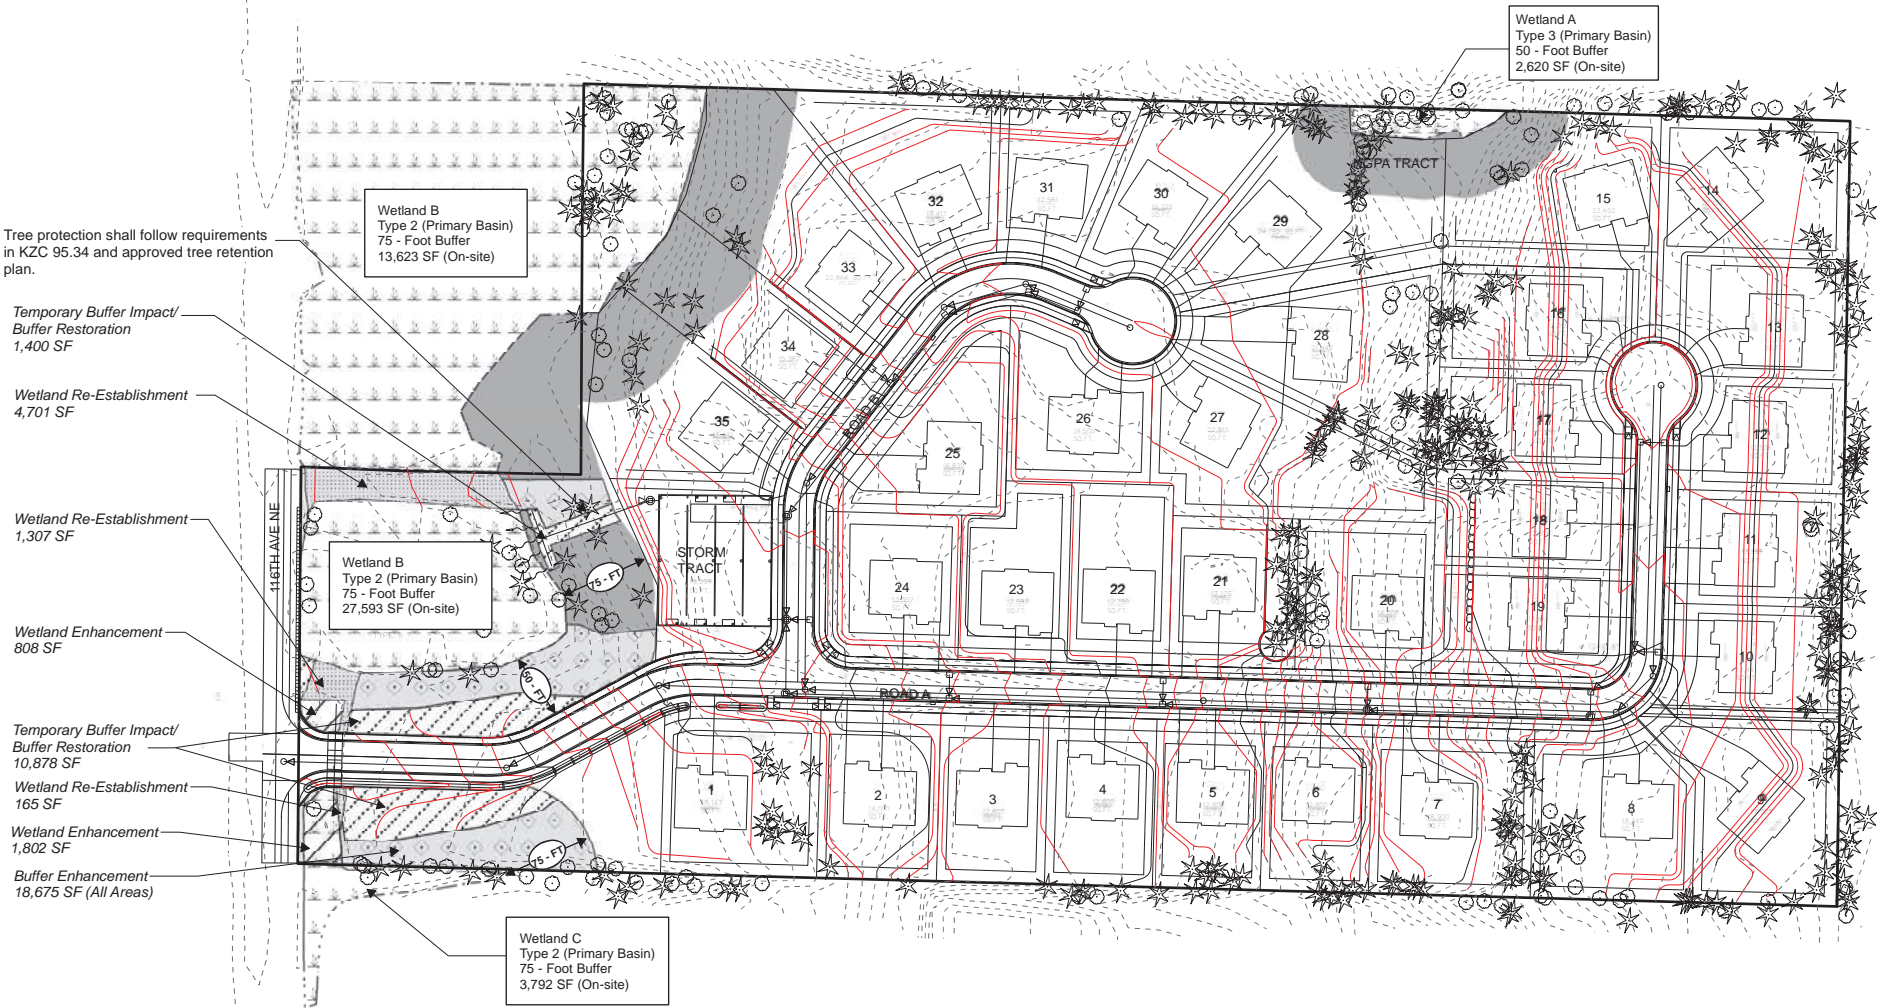 Wetland A
Type 3 (Primary Basin)
50 - Foot Buffer
2,620 SF (On-site)
Wetland B
Type 2 (Primary Basin)
75 - Foot Buffer
13,623 SF (On-site)
Tree protection shall follow requirements
in KZC 95.34 and approved tree retention
plan.
Temporary Buffer Impact/
Buffer Restoration
1,400 SF
Wetland Re-Establishment
4,701 SF
Wetland Re-Establishment
1,307 SF
Wetland B
Type 2 (Primary Basin)
75 - Foot Buffer
27,593 SF (On-site)
Wetland Enhancement
808 SF
Temporary Buffer Impact/
Buffer Restoration
10,878 SF
Wetland Re-Establishment
165 SF
Wetland Enhancement
1,802 SF
Buffer Enhancement
18,675 SF (All Areas)
Wetland C
Type 2 (Primary Basin)
75 - Foot Buffer
3,792 SF (On-site)
116TH AVE NE
75 - FT
50 - FT
75 - FT
STORM
TRACT
NGPA TRACT
ROAD B
ROAD A
1
2
3
4
5
6
7
8
9
10
11
12
13
14
15
16
17
18
19
20
21
22
23
24
25
26
27
28
29
30
31
32
33
34
35